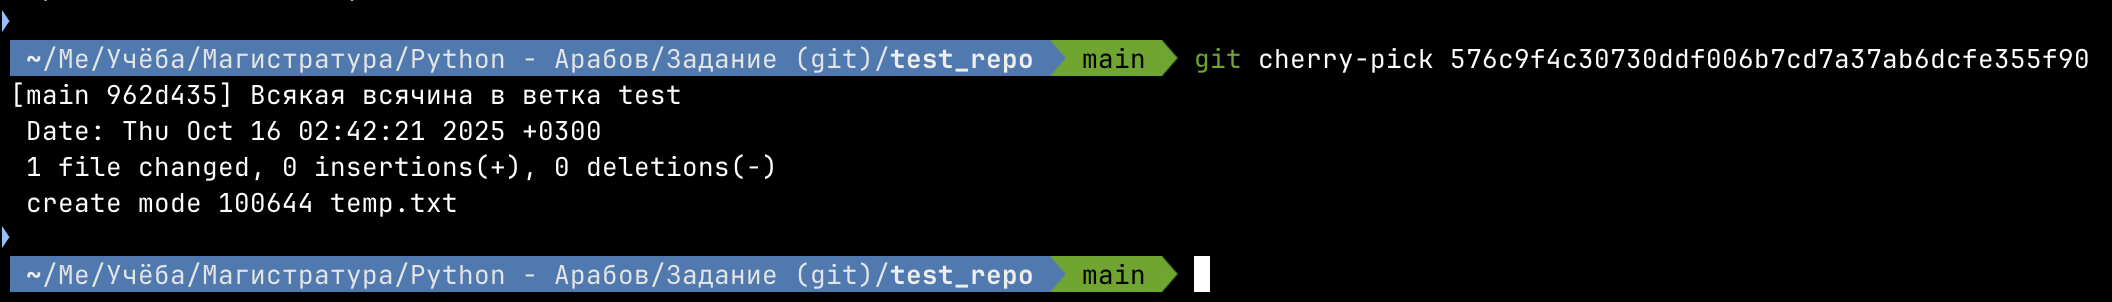 ~/Me/Учёба/Магистратура/Python - Арабов/Задание (git)/test_repo main git cherry-pick 576c9f4c30730ddf006b7cd7a37ab6dcfe355f90
[main 962d435] Всякая всячина в ветка test
Date: Thu Oct 16 02:42:21 2025 +0300
1 file changed, 0 insertions(+), 0 deletions(-)
create mode 100644 temp.txt
~/Me/Учёба/Магистратура/Python - Арабов/Задание (git)/test_repo main